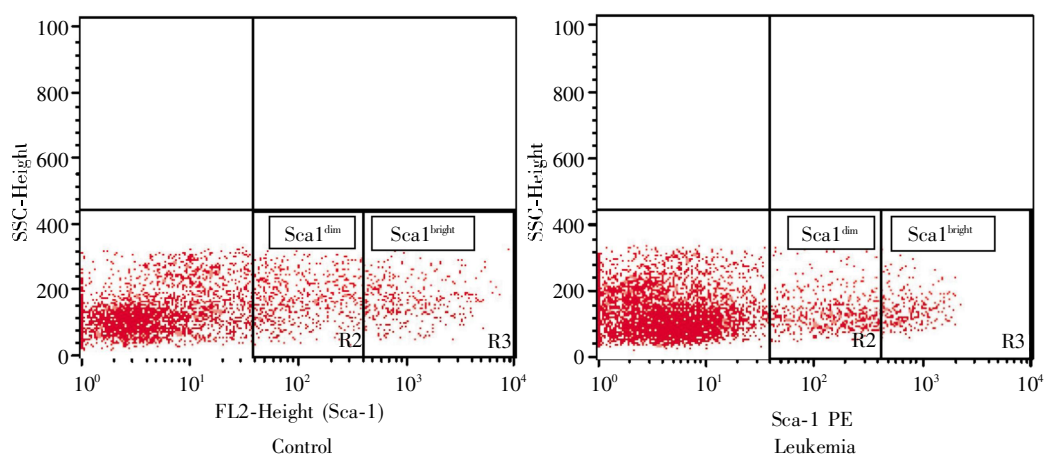 100
800
600
400
200
0
SSC-Height
Sca1dim
Sca1bright
R2
R3
10⁰ 10¹ 10² 10³ 10⁴
FL2-Height (Sca-1)
Control
100
800
600
400
200
0
SSC-Height
Sca1dim
Sca1bright
R2
R3
10⁰ 10¹ 10² 10³ 10⁴
Sca-1 PE
Leukemia